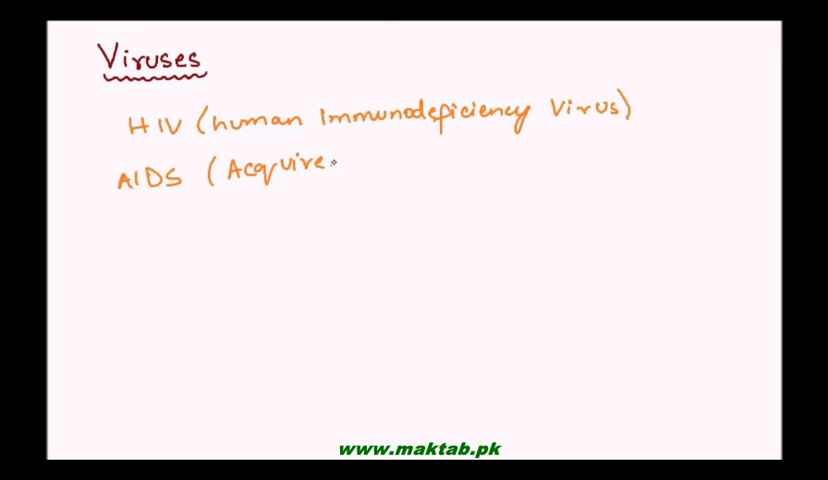 Viruses
HIV (human immunodeficiency virus)
AIDS (Acquire
www.maktab.pk